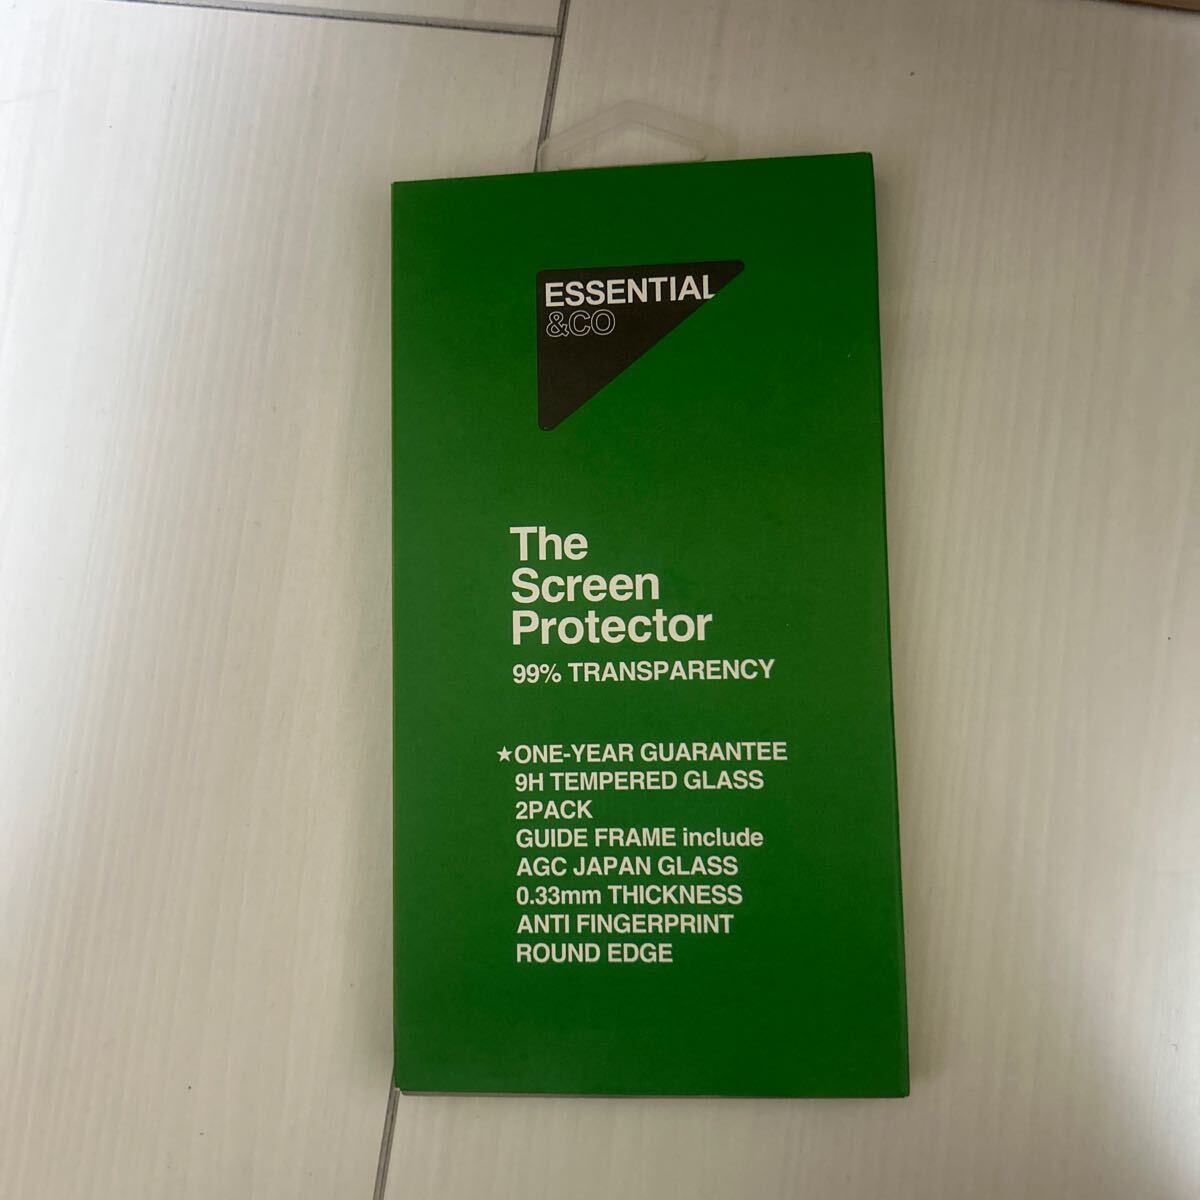 ESSENTIAL
&CO
The
Screen
Protector
99% TRANSPARENCY
★ONE-YEAR GUARANTEE
9H TEMPERED GLASS
2PACK
GUIDE FRAME include
AGC JAPAN GLASS
0.33mm THICKNESS
ANTI FINGERPRINT
ROUND EDGE